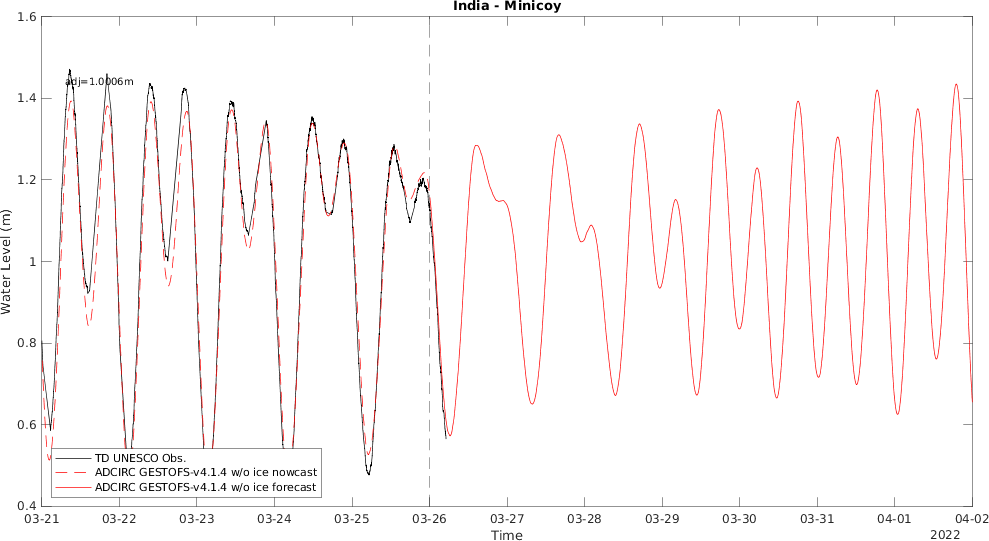 India - Minicoy
1.6
1.4
1.2
1
0.8
0.6
0.4
Water Level (m)
adj=1.0006m
TD UNESCO Obs.
ADCIRC GESTOFS-v4.1.4 w/o ice nowcast
ADCIRC GESTOFS-v4.1.4 w/o ice forecast
03-21 03-22 03-23 03-24 03-25 03-26 03-27 03-28 03-29 03-30 03-31 04-01 04-02
Time
2022